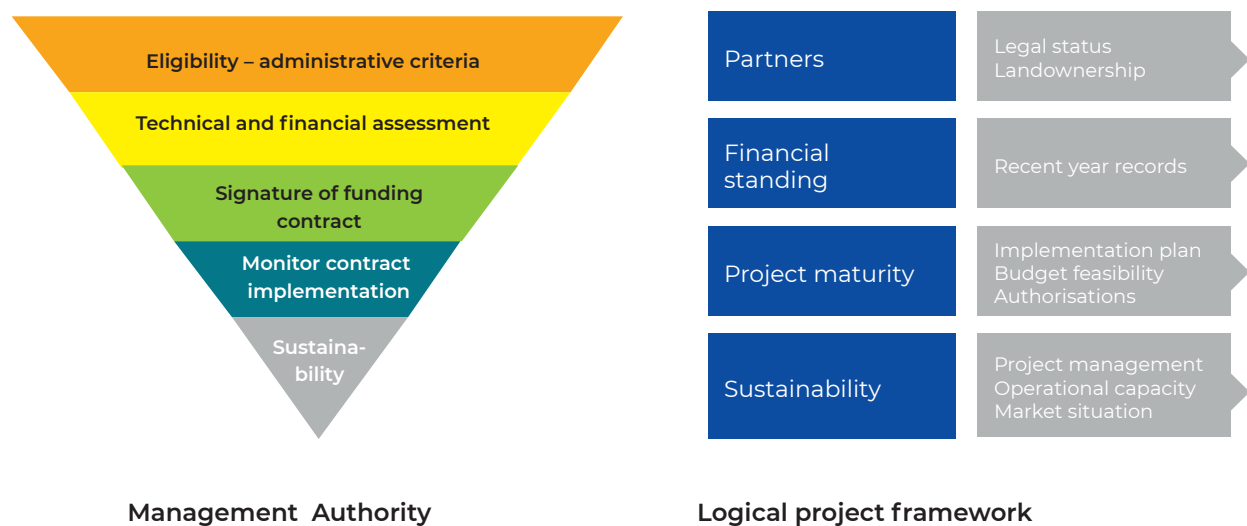 Eligibility – administrative criteria
Technical and financial assessment
Signature of funding
contract
Monitor contract
implementation
Sustaina-
bility
Management Authority
Partners
Legal status
Landownership
Financial
standing
Recent year records
Project maturity
Implementation plan
Budget feasibility
Authorisations
Sustainability
Project management
Operational capacity
Market situation
Logical project framework